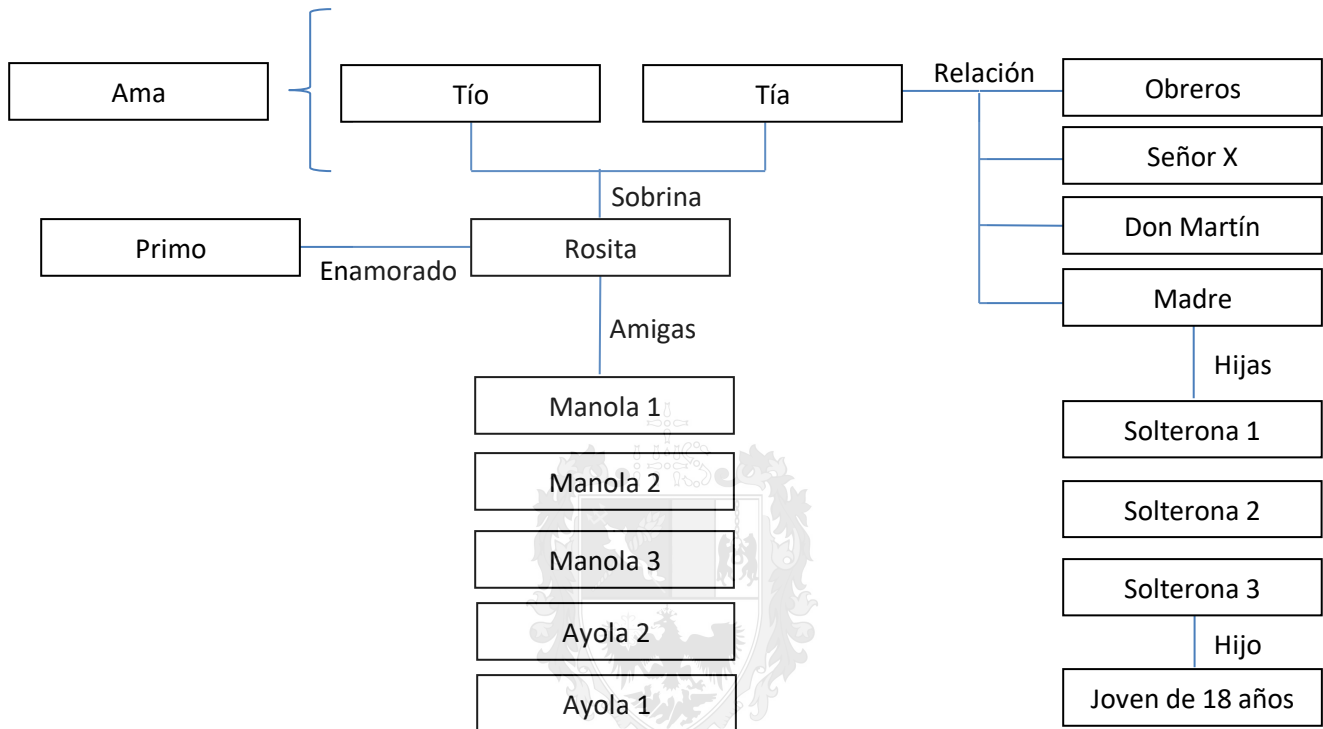 Ama
Tío
Tía
Relación
Obreros
Señor X
Don Martín
Madre
Sobrina
Primo
Enamorado
Rosita
Amigas
Manola 1
Manola 2
Manola 3
Ayola 2
Ayola 1
Hijas
Solterona 1
Solterona 2
Solterona 3
Hijo
Joven de 18 años